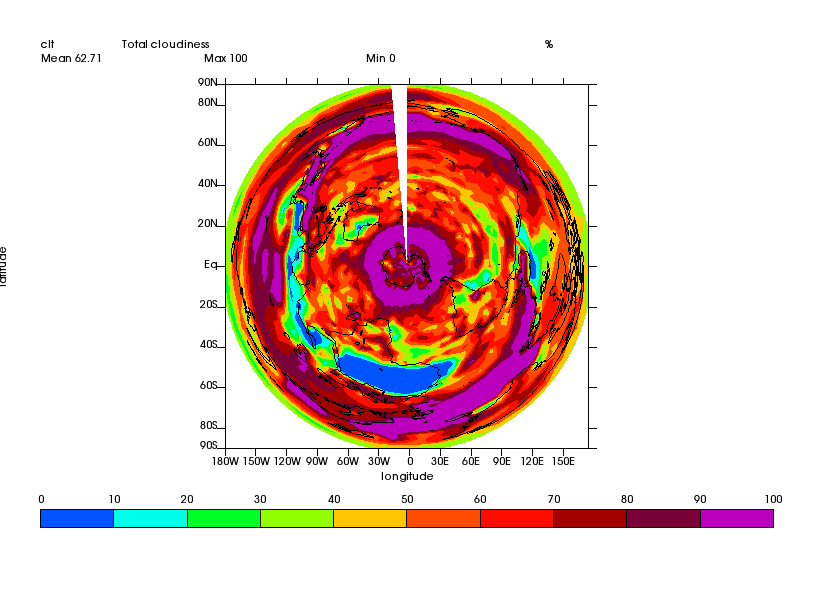 clt Total cloudiness %
Mean 62.71 Max 100 Min 0
90N
80N
60N
40N
20N
Eq
20S
40S
60S
80S
90S
latitude
180W 150W 120W 90W 60W 30W 0 30E 60E 90E 120E 150E
longitude
0 10 20 30 40 50 60 70 80 90 100